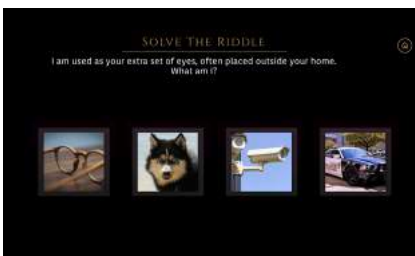 SOLVE THE RIDDLE
I am used as your extra set of eyes, often placed outside your home.
What am I?